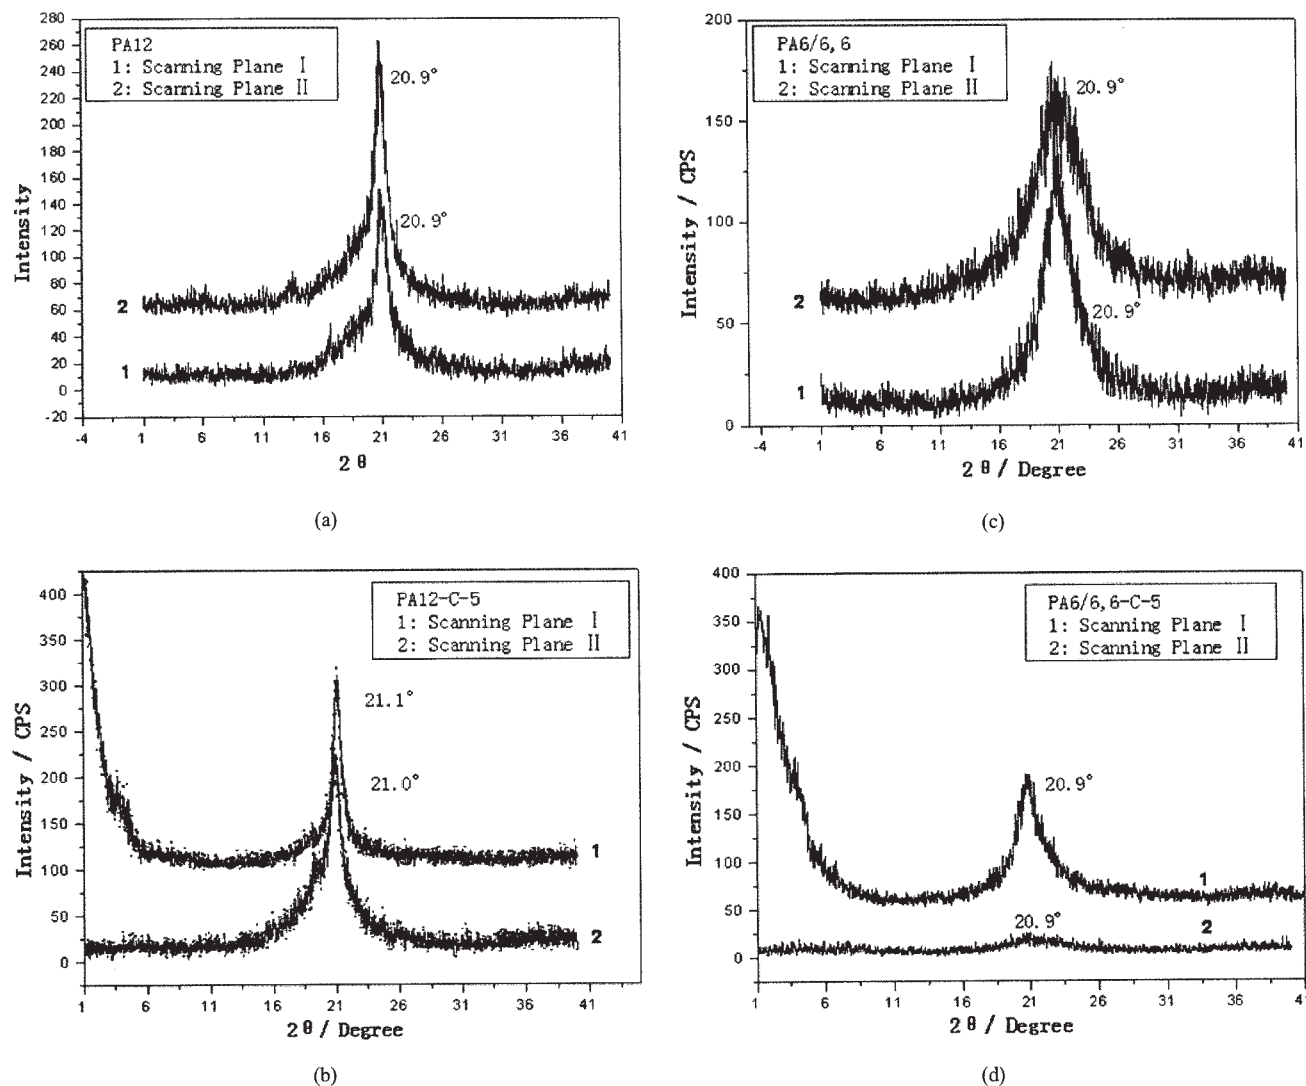 280
260
240
220
200
180
160
140
120
100
80
60
40
20
0
-20
Intensity
PA12
1: Scanning Plane Ⅰ
2: Scanning Plane Ⅱ
20.9°
20.9°
2
1
-4 1 6 11 16 21 26 31 36 41
2 θ
(a)
200
150
100
50
0
Intensity / CPS
PA6/6,6
1: Scanning Plane Ⅰ
2: Scanning Plane Ⅱ
20.9°
20.9°
2
1
-4 1 6 11 16 21 26 31 36 41
2 θ / Degree
(c)
400
350
300
250
200
150
100
50
0
Intensity / CPS
PA12-C-5
1: Scanning Plane Ⅰ
2: Scanning Plane Ⅱ
21.1°
21.0°
1
2
1 6 11 16 21 26 31 36 41
2 θ / Degree
(b)
400
350
300
250
200
150
100
50
0
Intensity / CPS
PA6/6,6-C-5
1: Scanning Plane Ⅰ
2: Scanning Plane Ⅱ
20.9°
1
20.9°
2
1 6 11 16 21 26 31 36 41
2 θ / Degree
(d)